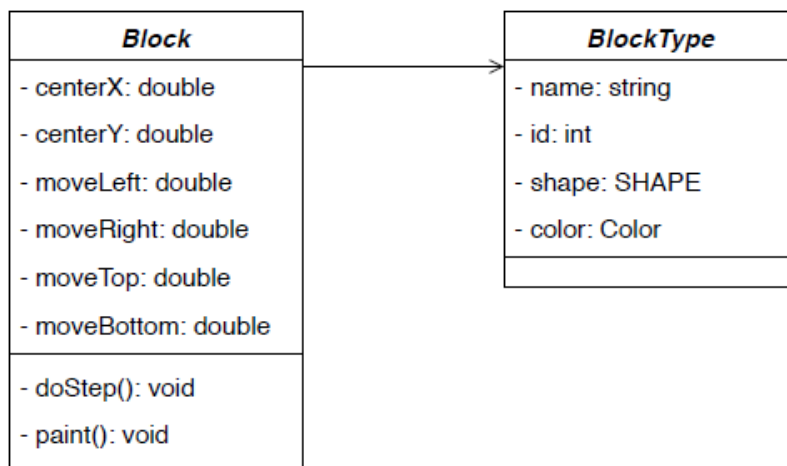 Block
- centerX: double
- centerY: double
- moveLeft: double
- moveRight: double
- moveTop: double
- moveBottom: double
- doStep(): void
- paint(): void
BlockType
- name: string
- id: int
- shape: SHAPE
- color: Color